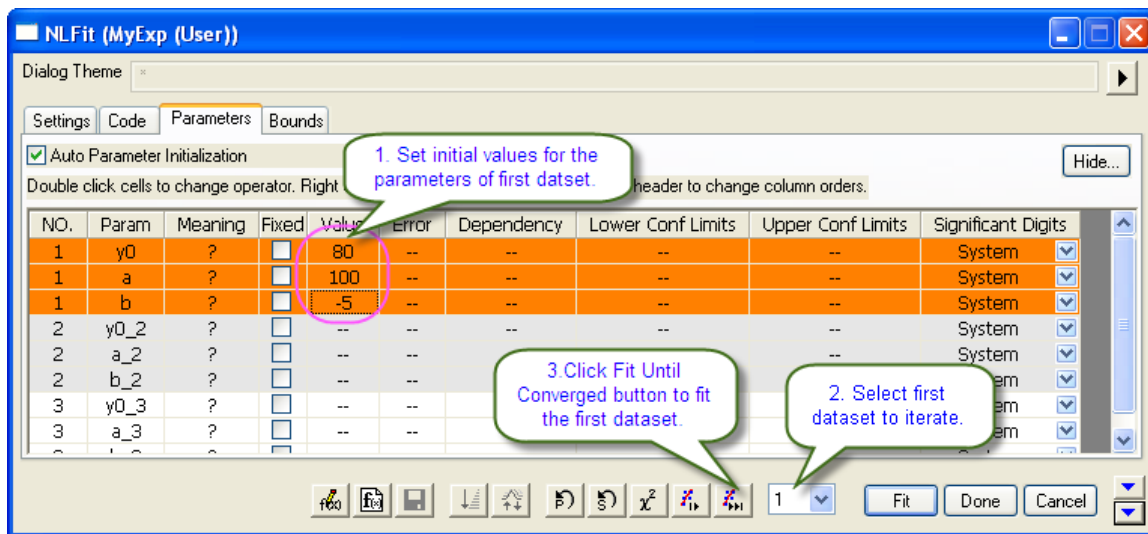 NLFit (MyExp (User))
Dialog Theme *
Settings Code Parameters Bounds
Auto Parameter Initialization
Hide...
1. Set initial values for the
parameters of first datset.
Double click cells to change operator. Right header to change column orders.
NO. Param Meaning Fixed Value Error Dependency Lower Conf Limits Upper Conf Limits Significant Digits
1 y0 ? 80 -- -- -- -- System
1 a ? 100 -- -- -- -- System
1 b ? -5 -- -- -- -- System
2 y0_2 ? -- -- -- -- -- System
2 a_2 ? -- -- -- System
2 b_2 ? -- -- em
3 y0_3 ? -- -- em
3 a_3 ? -- -- em
3.Click Fit Until
Converged button to fit
the first dataset.
2. Select first
dataset to iterate.
χ² 1 Fit Done Cancel